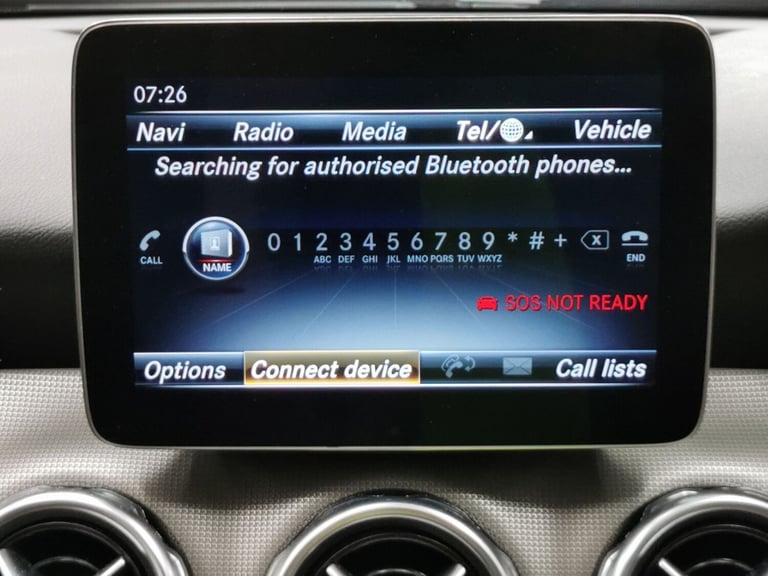 07:26
Navi Radio Media Tel/ Vehicle
Searching for authorised Bluetooth phones...
0 1 2 3 4 5 6 7 8 9 * # +
CALL NAME ABC DEF GHI JKL MNO PQRS TUV WXYZ END
SOS NOT READY
Options Connect device Call lists